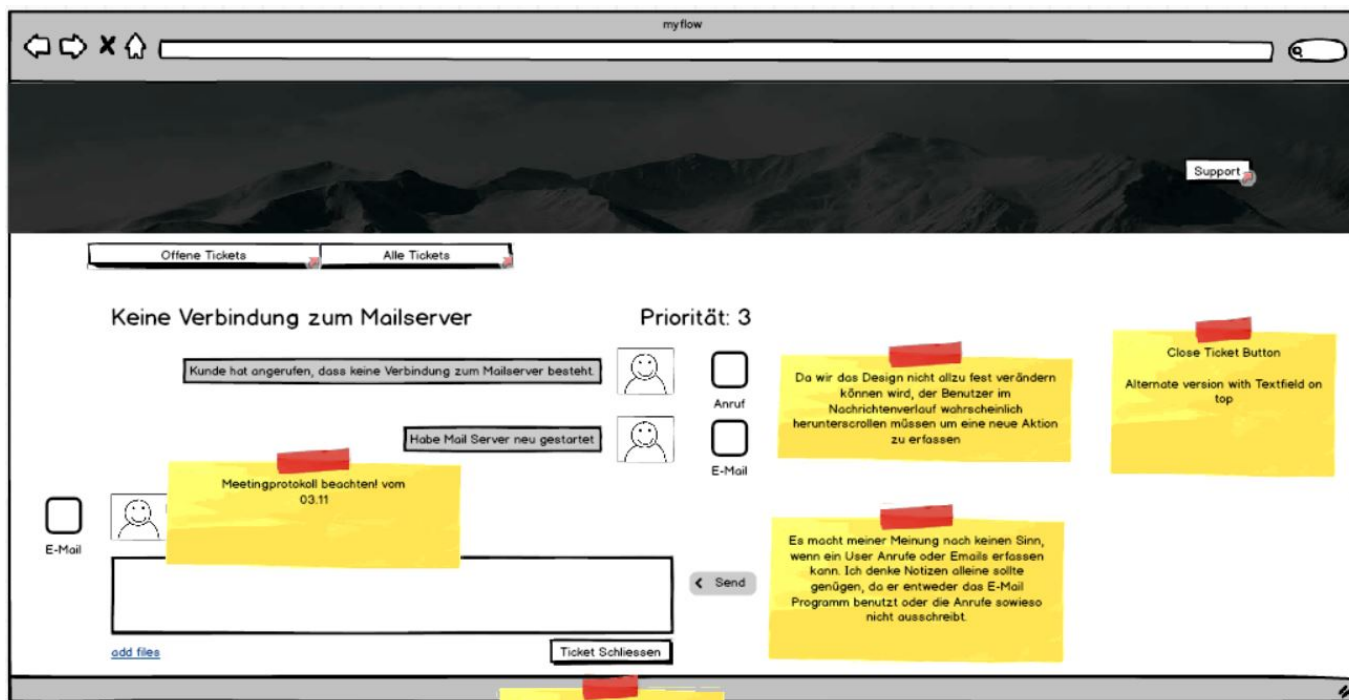 myflow
Support
Offene Tickets
Alle Tickets
Keine Verbindung zum Mailserver
Priorität: 3
Kunde hat angerufen, dass keine Verbindung zum Mailserver besteht
Anruf
Habe Mail Server neu gestartet
E-Mail
Da wir das Design nicht allzu fest verändern
können wird, der Benutzer im
Nachrichtenverlauf wahrscheinlich
herunterscrollen müssen um eine neue Aktion
zu erfassen
Close Ticket Button
Alternate version with Textfield on
top
Meetingprotokoll beachten! vom
03.11
E-Mail
Send
Es macht meiner Meinung nach keinen Sinn,
wenn ein User Anrufe oder Emails erfassen
kann. Ich denke Notizen alleine sollte
genügen, da er entweder das E-Mail
Programm benutzt oder die Anrufe sowieso
nicht ausschreibt.
add files
Ticket Schliessen